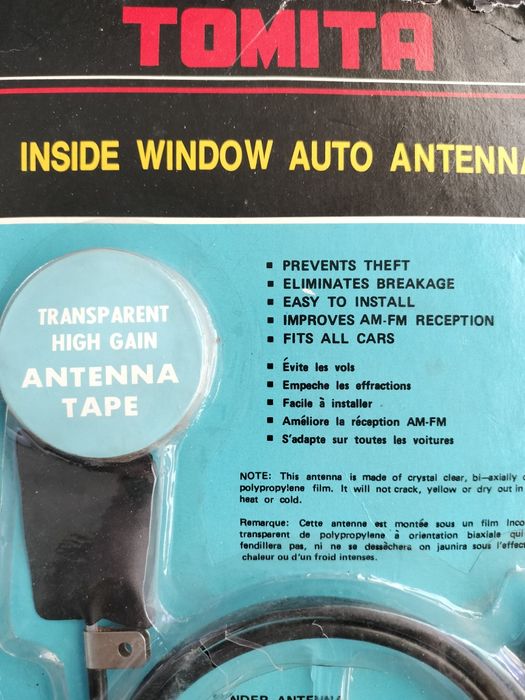 TOMITA
INSIDE WINDOW AUTO ANTENNA
TRANSPARENT
HIGH GAIN
ANTENNA
TAPE
▪ PREVENTS THEFT
▪ ELIMINATES BREAKAGE
▪ EASY TO INSTALL
▪ IMPROVES AM-FM RECEPTION
▪ FITS ALL CARS
▪ Évite les vols
▪ Empeche les effractions
▪ Facile à installer
▪ Améliore la réception AM-FM
▪ S'adapte sur toutes les voitures
NOTE: This antenna is made of crystal clear, bi-axially
polypropylene film. It will not crack, yellow or dry out in
heat or cold.
Remarque: Cette antenne est montée sous un film Inco
transparent de polypropylène à orientation biaxiale qui
fendillera pas, ni ne se dessèchera on jaunira sous l'effet
chaleur ou d'un froid intenses.